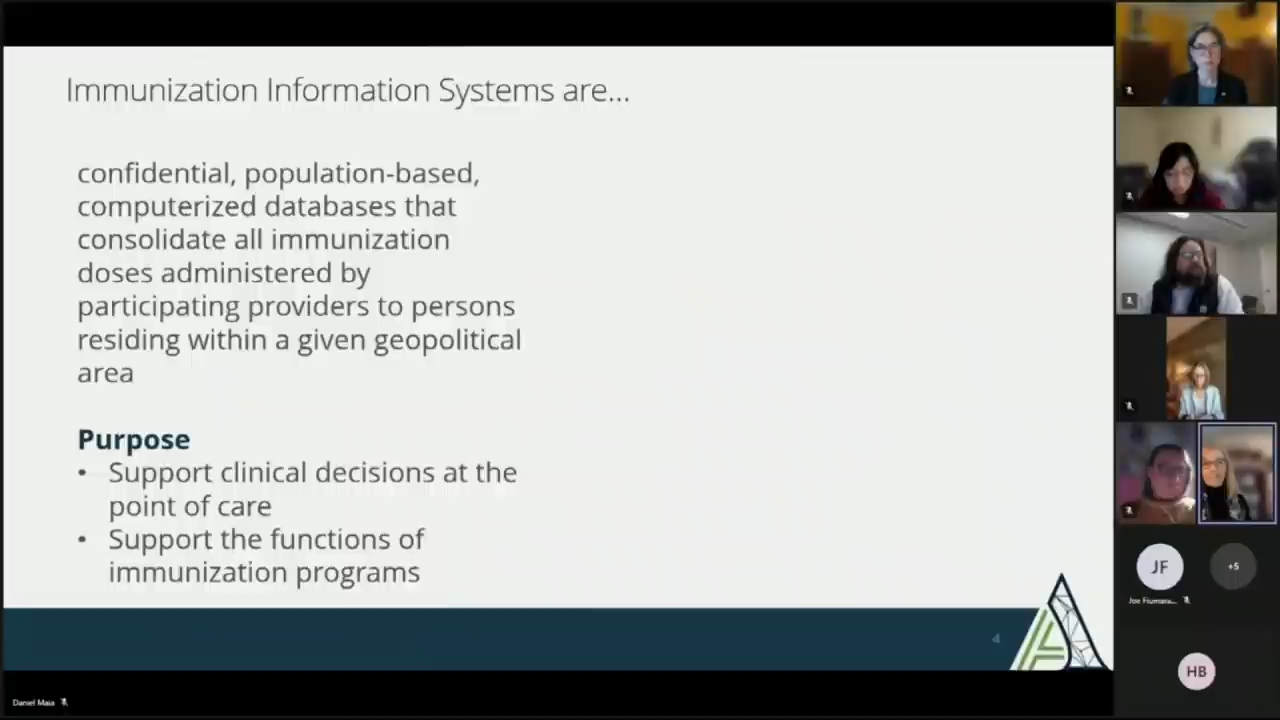 Immunization Information Systems are...
confidential, population-based,
computerized databases that
consolidate all immunization
doses administered by
participating providers to persons
residing within a given geopolitical
area
Purpose
• Support clinical decisions at the
point of care
• Support the functions of
immunization programs
4
JF
+5
Joe Fiumara...
HB
Daniel Maia